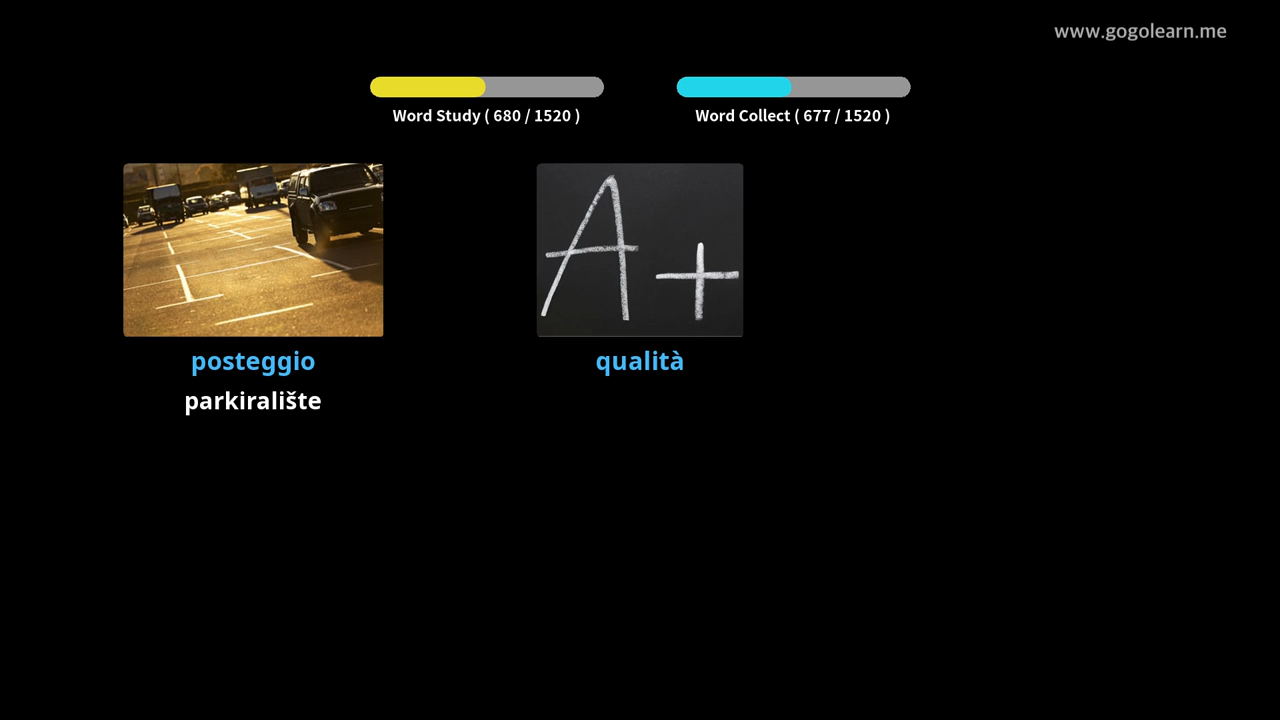 www.gogolearn.me
Word Study ( 680 / 1520 )
Word Collect ( 677 / 1520 )
A+
posteggio
qualità
parkiralište